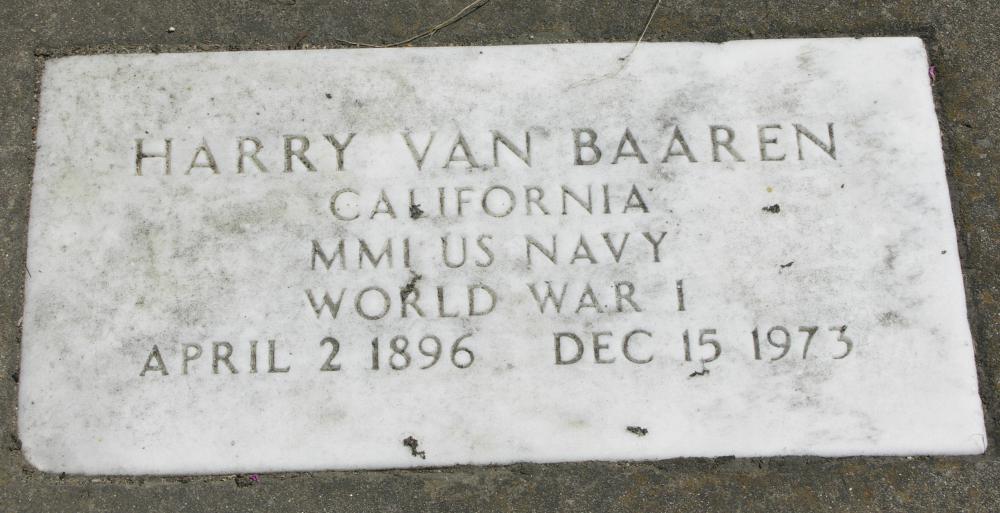 HARRY VAN BAAREN
CALIFORNIA
MM1 US NAVY
WORLD WAR I
APRIL 2 1896 DEC 15 1973